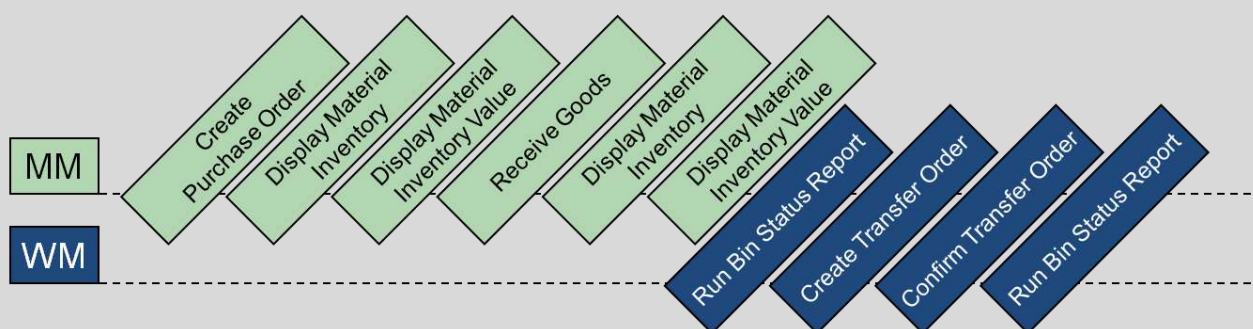 MM
Create
Purchase Order
Display Material
Inventory
Display Material
Inventory Value
Receive Goods
Display Material
Inventory
Display Material
Inventory Value
WM
Run Bin Status Report
Create Transfer Order
Confirm Transfer Order
Run Bin Status Report